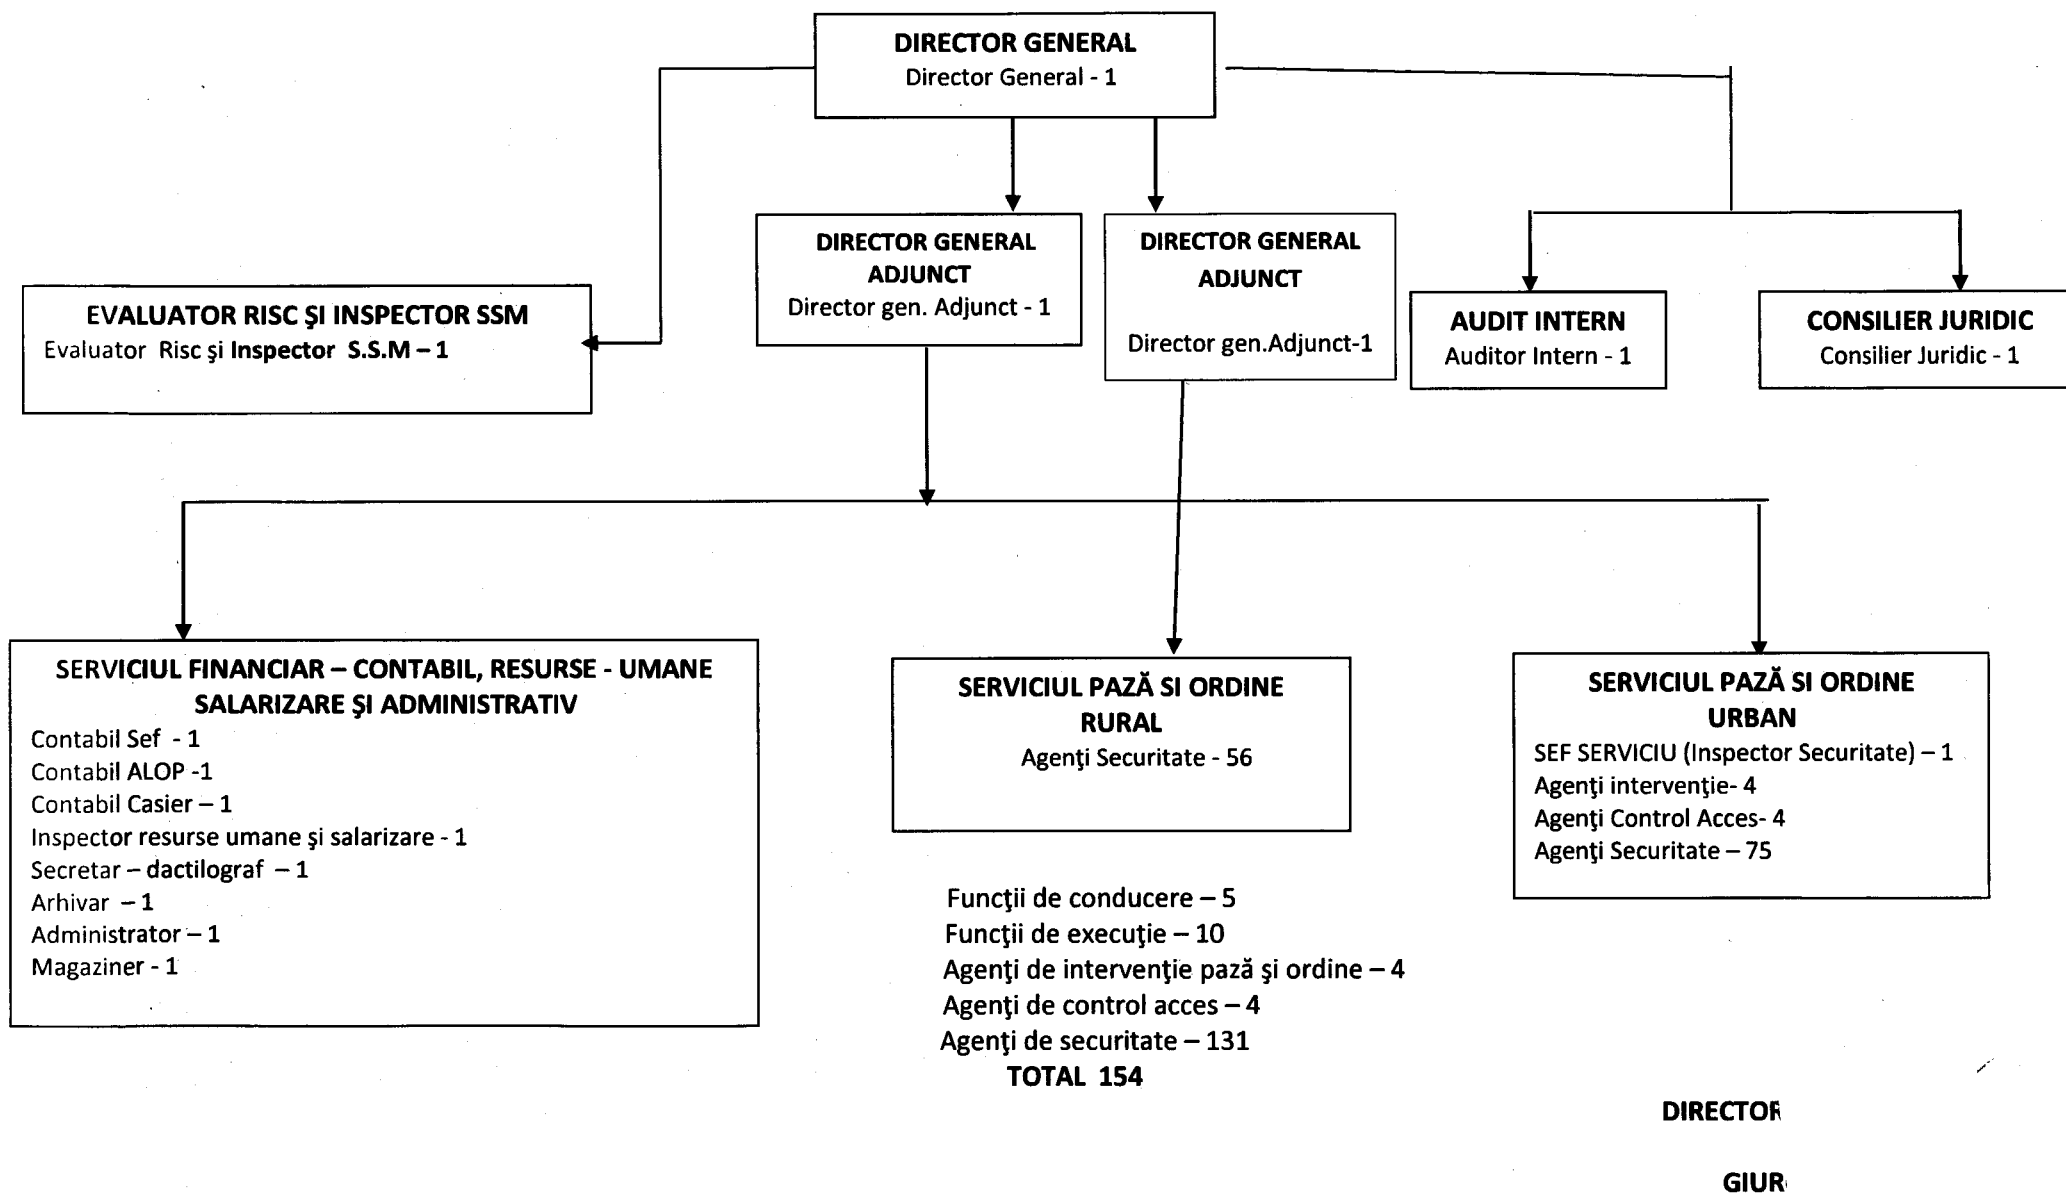 DIRECTOR GENERAL
Director General - 1
DIRECTOR GENERAL
ADJUNCT
Director gen. Adjunct - 1
DIRECTOR GENERAL
ADJUNCT
Director gen.Adjunct-1
EVALUATOR RISC ŞI INSPECTOR SSM
Evaluator Risc şi Inspector S.S.M – 1
AUDIT INTERN
Auditor Intern - 1
CONSILIER JURIDIC
Consilier Juridic - 1
SERVICIUL FINANCIAR – CONTABIL, RESURSE - UMANE
SALARIZARE ŞI ADMINISTRATIV
Contabil Sef - 1
Contabil ALOP -1
Contabil Casier – 1
Inspector resurse umane şi salarizare - 1
Secretar – dactilograf – 1
Arhivar – 1
Administrator – 1
Magaziner - 1
SERVICIUL PAZĂ SI ORDINE
RURAL
Agenţi Securitate - 56
SERVICIUL PAZĂ SI ORDINE
URBAN
SEF SERVICIU (Inspector Securitate) – 1
Agenţi intervenţie- 4
Agenţi Control Acces- 4
Agenţi Securitate – 75
Funcţii de conducere – 5
Funcţii de execuţie – 10
Agenţi de intervenţie pază şi ordine – 4
Agenţi de control acces – 4
Agenţi de securitate – 131
TOTAL 154
DIRECTOR